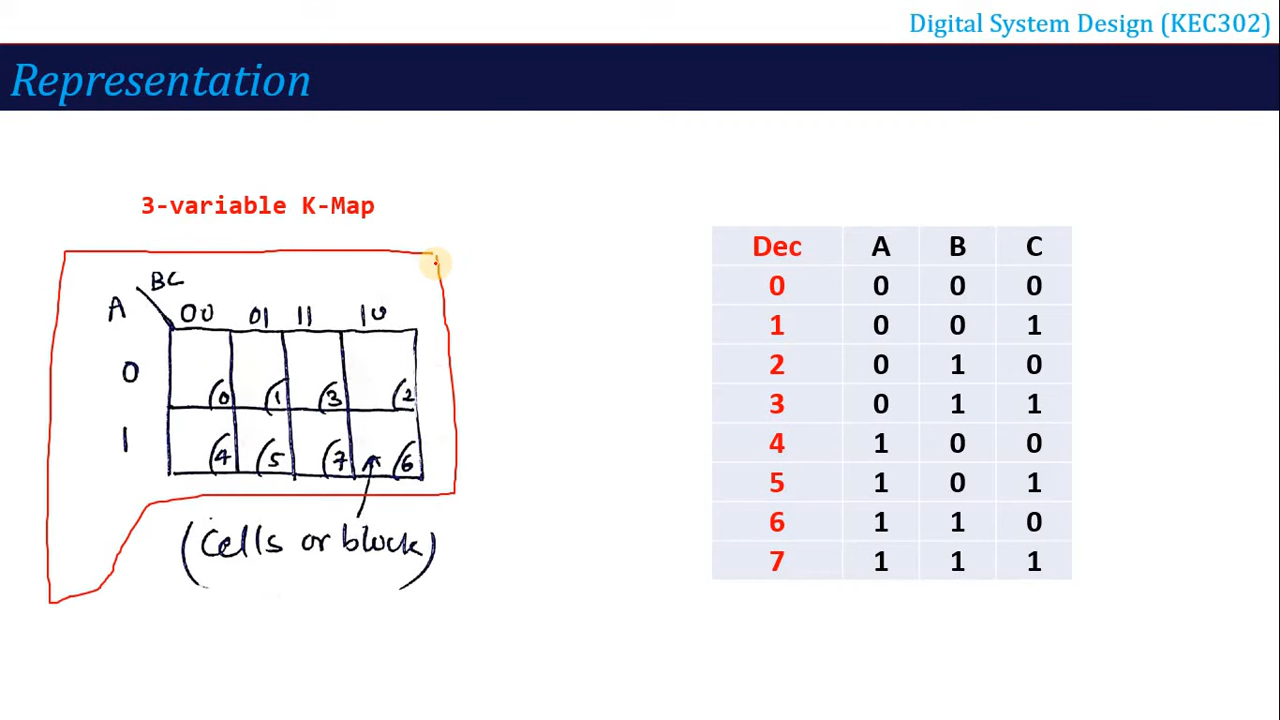 Digital System Design (KEC302)
Representation
3-variable K-Map
BC
A 00 01 11 10
0 0 1 3 2
1 4 5 7 6
(Cells or block)
Dec A B C
0 0 0 0
1 0 0 1
2 0 1 0
3 0 1 1
4 1 0 0
5 1 0 1
6 1 1 0
7 1 1 1